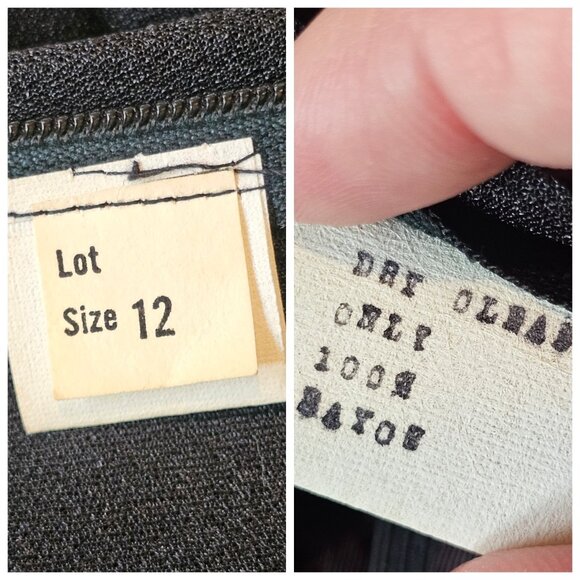 Lot
Size 12
DRY CLEAN
ONLY
100%
RAYON